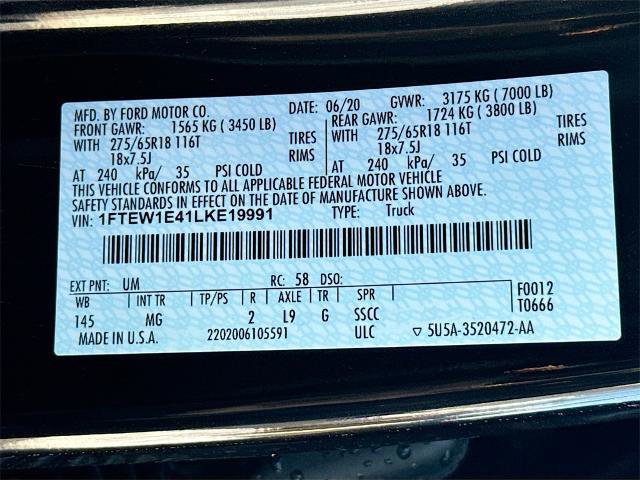 MFD. BY FORD MOTOR CO. DATE: 06/20 GVWR: 3175 KG ( 7000 LB)
FRONT GAWR: 1565 KG ( 3450 LB) REAR GAWR: 1724 KG ( 3800 LB)
WITH 275/65R18 116T TIRES WITH 275/65R18 116T TIRES
18x7.5J RIMS 18x7.5J RIMS
AT 240 kPa/ 35 PSI COLD AT 240 kPa/ 35 PSI COLD
THIS VEHICLE CONFORMS TO ALL APPLICABLE FEDERAL MOTOR VEHICLE
SAFETY STANDARDS IN EFFECT ON THE DATE OF MANUFACTURE SHOWN ABOVE.
VIN: 1FTEW1E41LKE19991 TYPE: Truck
EXT PNT: UM RC: 58 DSO:
WB INT TR TP/PS R AXLE TR SPR F0012
145 MG 2 L9 G SSCC T0666
MADE IN U.S.A. 2202006105591 ULC ▽ 5U5A-3520472-AA